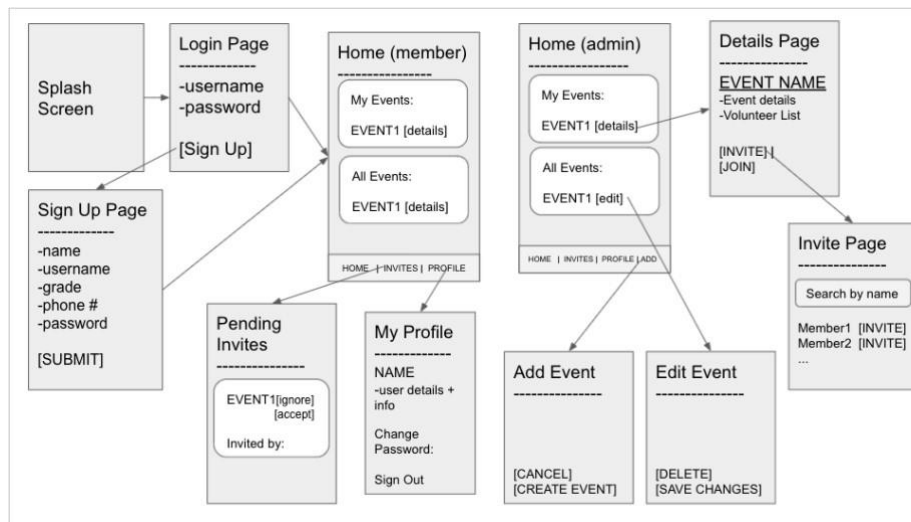 Splash
Screen
Login Page
-------------
-username
-password
[Sign Up]
Sign Up Page
-------------
-name
-username
-grade
-phone #
-password
[SUBMIT]
Home (member)
----------------
My Events:
EVENT1 [details]
All Events:
EVENT1 [details]
HOME | INVITES | PROFILE
Pending
Invites
---------------
EVENT1[ignore]
[accept]
Invited by:
My Profile
-------------
NAME
-user details +
info
Change
Password:
Sign Out
Home (admin)
-----------------
My Events:
EVENT1 [details]
All Events:
EVENT1 [edit]
HOME | INVITES | PROFILE | ADD
Add Event
---------------
[CANCEL]
[CREATE EVENT]
Edit Event
---------------
[DELETE]
[SAVE CHANGES]
Details Page
---------------
EVENT NAME
-Event details
-Volunteer List
[INVITE] |
[JOIN]
Invite Page
---------------
Search by name
Member1 [INVITE]
Member2 [INVITE]
...